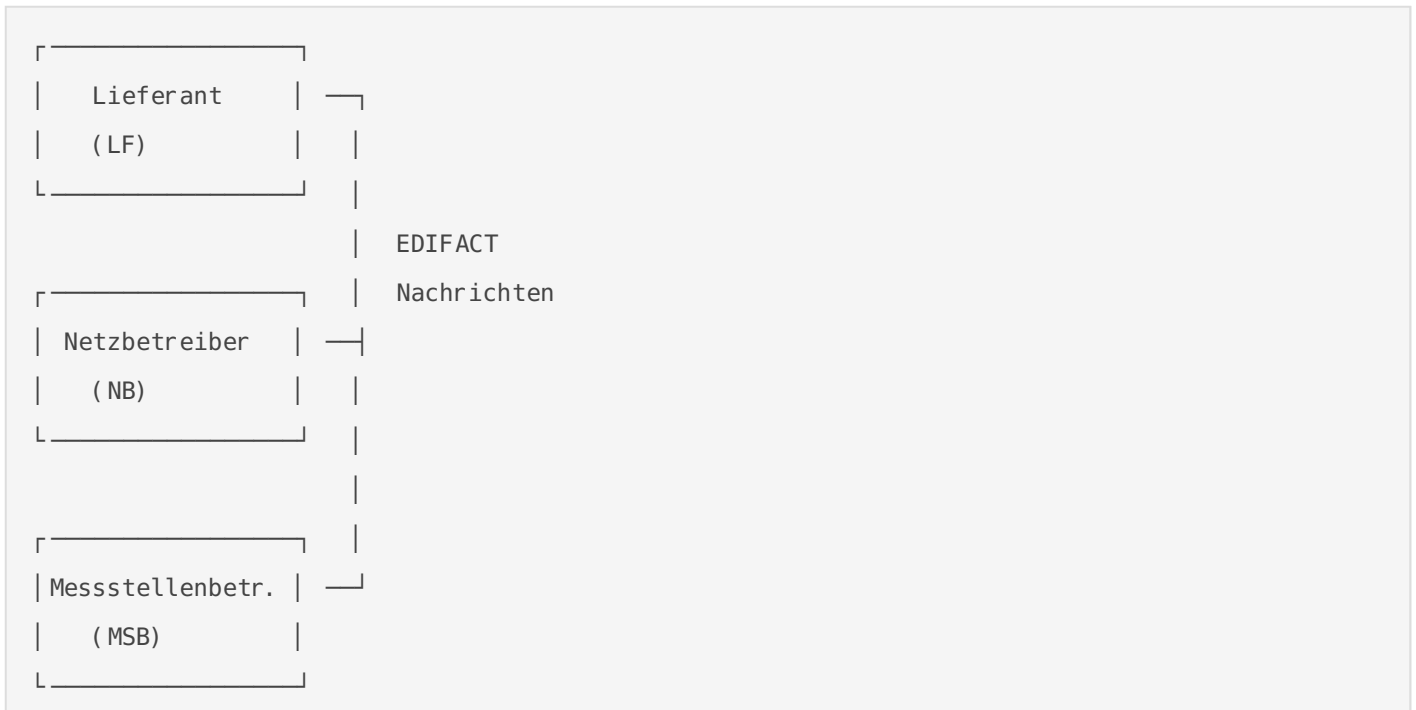 Lieferant
(LF)
EDIFACT
Nachrichten
Netzbetreiber
(NB)
Messstellenbetr.
(MSB)